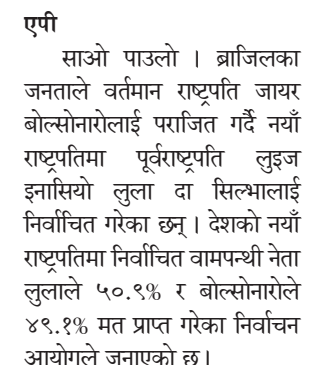 एपी
साओ पाउलो । ब्राजिलका
जनताले वर्तमान राष्ट्रपति जायर
बोल्सोनारोलाई पराजित गर्दै नयाँ
राष्ट्रपतिमा पूर्वराष्ट्रपति लुइज
इनासियो लुला दा सिल्भालाई
निर्वाचित गरेका छन् । देशको नयाँ
राष्ट्रपतिमा निर्वाचित वामपन्थी नेता
लुलाले ५०.९% र बोल्सोनारोले
४९.१% मत प्राप्त गरेका निर्वाचन
आयोगले जनाएको छ ।